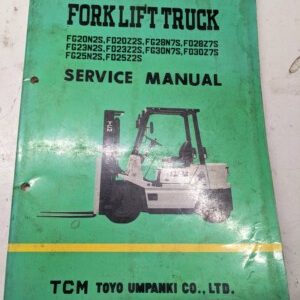 FORK LIFT TRUCK
FG20N2S, FD20Z2S, FG28N7S, FD28Z7S
FG23N2S, FD23Z2S, FG30N7S, FD30Z7S
FG25N2S, FD25Z2S
SERVICE MANUAL
TCM TOYO UMPANKI CO., LTD.